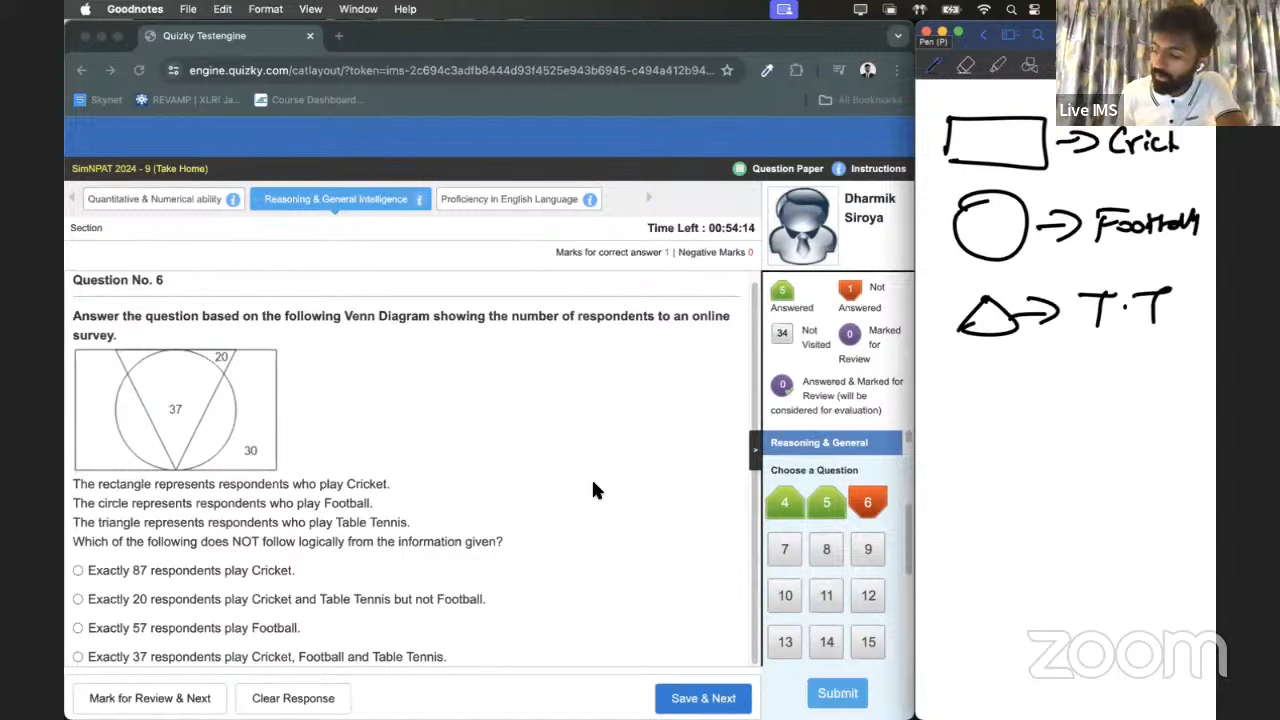 Goodnotes File Edit Format View Window Help
Quizky Testengine
engine.quizky.com/catlayout/?token=ims-2c694c3adfb8444d93f4525e943b6945-c494a412b94...
Skynet REVAMP | XLRI Ja... Course Dashboard... All Bookmarks
Pen (P)
Live IMS
SimNPAT 2024 - 9 (Take Home) Question Paper Instructions
Quantitative & Numerical ability Reasoning & General Intelligence Proficiency in English Language
Section Time Left : 00:54:14
Marks for correct answer 1 | Negative Marks 0
Dharmik
Siroya
Question No. 6
Answer the question based on the following Venn Diagram showing the number of respondents to an online
survey.
20
37
30
The rectangle represents respondents who play Cricket.
The circle represents respondents who play Football.
The triangle represents respondents who play Table Tennis.
Which of the following does NOT follow logically from the information given?
Exactly 87 respondents play Cricket.
Exactly 20 respondents play Cricket and Table Tennis but not Football.
Exactly 57 respondents play Football.
Exactly 37 respondents play Cricket, Football and Table Tennis.
Mark for Review & Next Clear Response Save & Next
5 Answered
1 Not Answered
34 Not Visited
0 Marked for Review
0 Answered & Marked for
Review (will be
considered for evaluation)
Reasoning & General
Choose a Question
4 5 6
7 8 9
10 11 12
13 14 15
Submit
Crick
T.T
zoom